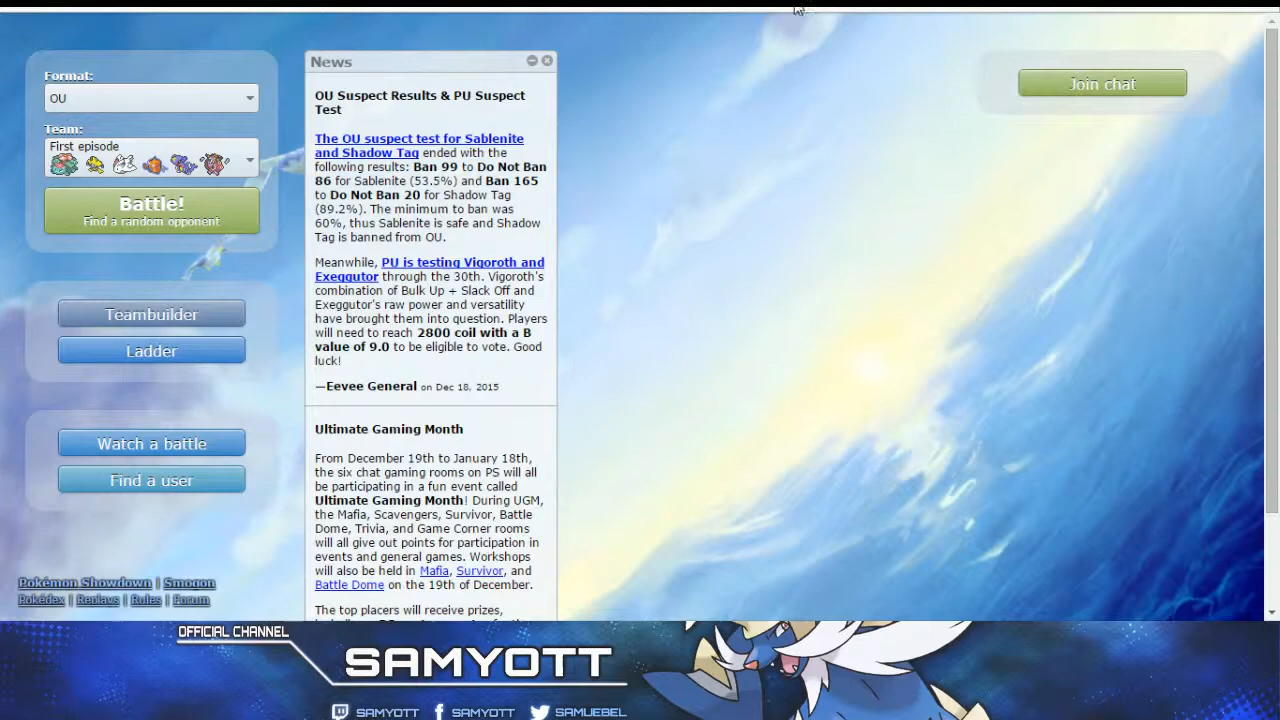 Format:
OU
Team:
First episode
Battle!
Find a random opponent
Teambuilder
Ladder
Watch a battle
Find a user
Pokémon Showdown | Smogon
Pokédex | Replays | Rules | Forum
News
OU Suspect Results & PU Suspect
Test
The OU suspect test for Sablenite
and Shadow Tag ended with the
following results: Ban 99 to Do Not Ban
86 for Sablenite (53.5%) and Ban 165
to Do Not Ban 20 for Shadow Tag
(89.2%). The minimum to ban was
60%, thus Sablenite is safe and Shadow
Tag is banned from OU.
Meanwhile, PU is testing Vigoroth and
Exeggutor through the 30th. Vigoroth's
combination of Bulk Up + Slack Off and
Exeggutor's raw power and versatility
have brought them into question. Players
will need to reach 2800 coil with a B
value of 9.0 to be eligible to vote. Good
luck!
—Eevee General on Dec 18, 2015
Ultimate Gaming Month
From December 19th to January 18th,
the six chat gaming rooms on PS will all
be participating in a fun event called
Ultimate Gaming Month! During UGM,
the Mafia, Scavengers, Survivor, Battle
Dome, Trivia, and Game Corner rooms
will all give out points for participation in
events and general games. Workshops
will also be held in Mafia, Survivor, and
Battle Dome on the 19th of December.
The top placers will receive prizes,
Join chat
OFFICIAL CHANNEL
SAMYOTT
SAMYOTT SAMYOTT SAMUEBEL